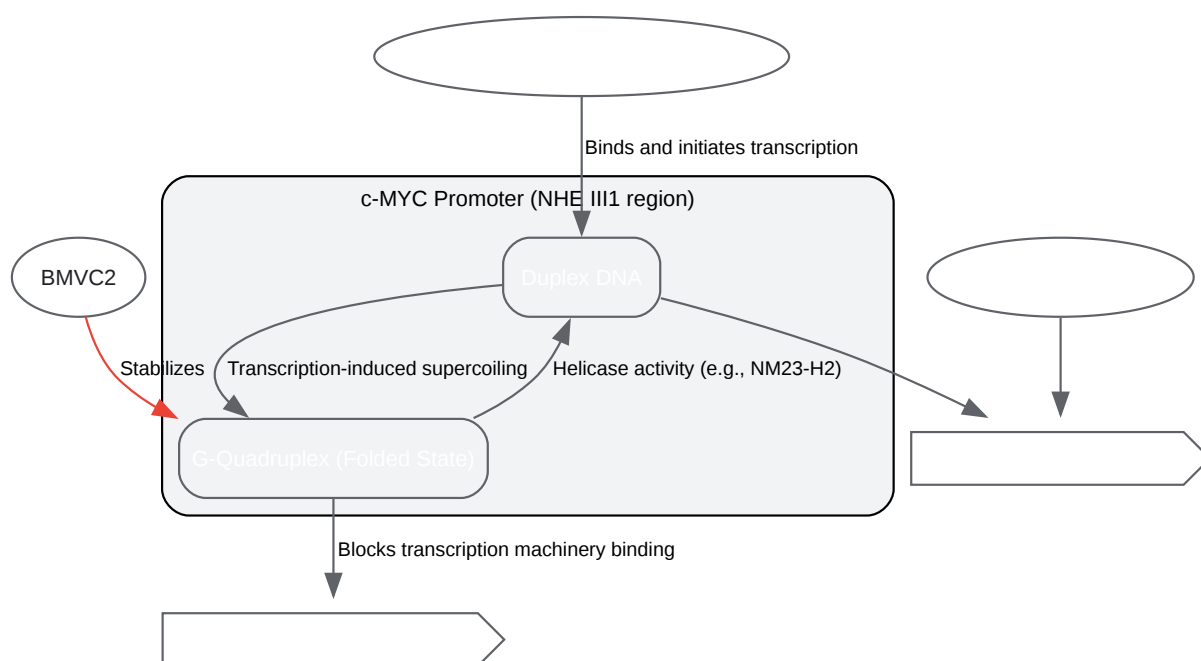 Binds and initiates transcription
c-MYC Promoter (NHE III1 region)
BMVC2
Duplex DNA
Stabilizes
Transcription-induced supercoiling
Helicase activity (e.g., NM23-H2)
G-Quadruplex (Folded State)
Blocks transcription machinery binding